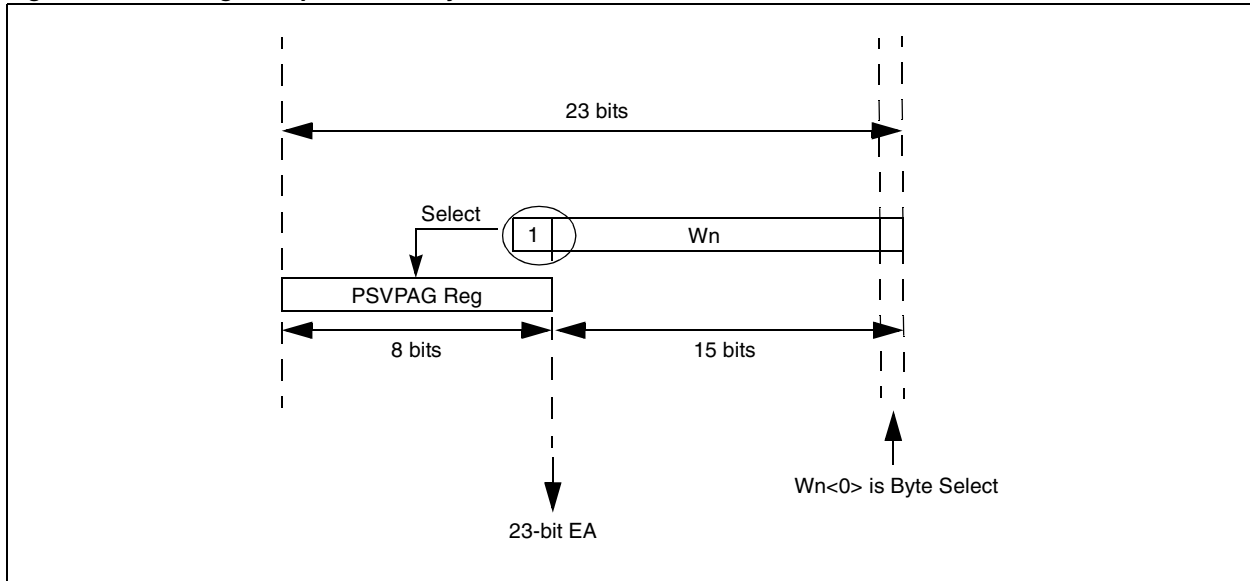 23 bits
Select
1
Wn
PSVPAG Reg
8 bits
15 bits
Wn<0> is Byte Select
23-bit EA